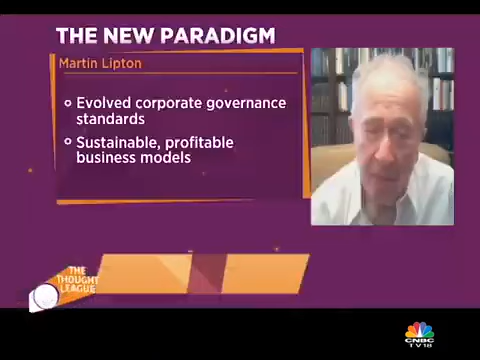 THE NEW PARADIGM
Martin Lipton
Evolved corporate governance
standards
Sustainable, profitable
business models
THE
THOUGHT
LEAGUE
CNBC
TV18